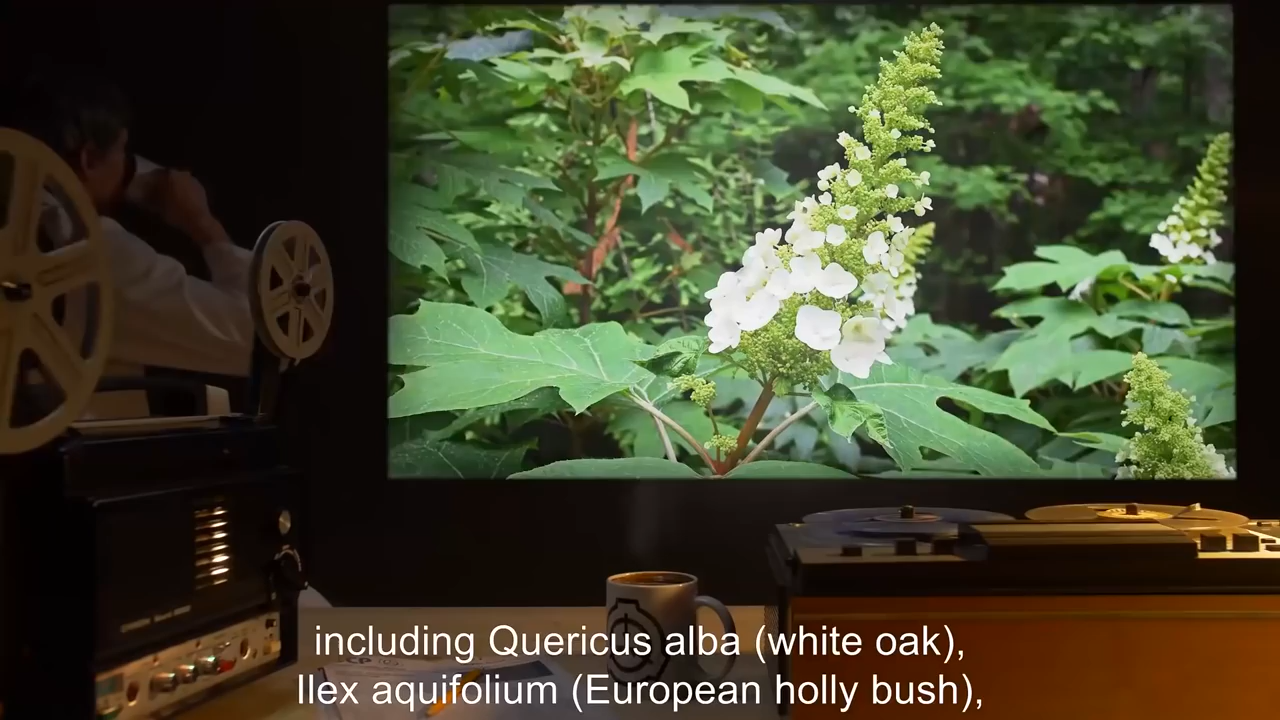 including Quericus alba (white oak),
Ilex aquifolium (European holly bush),